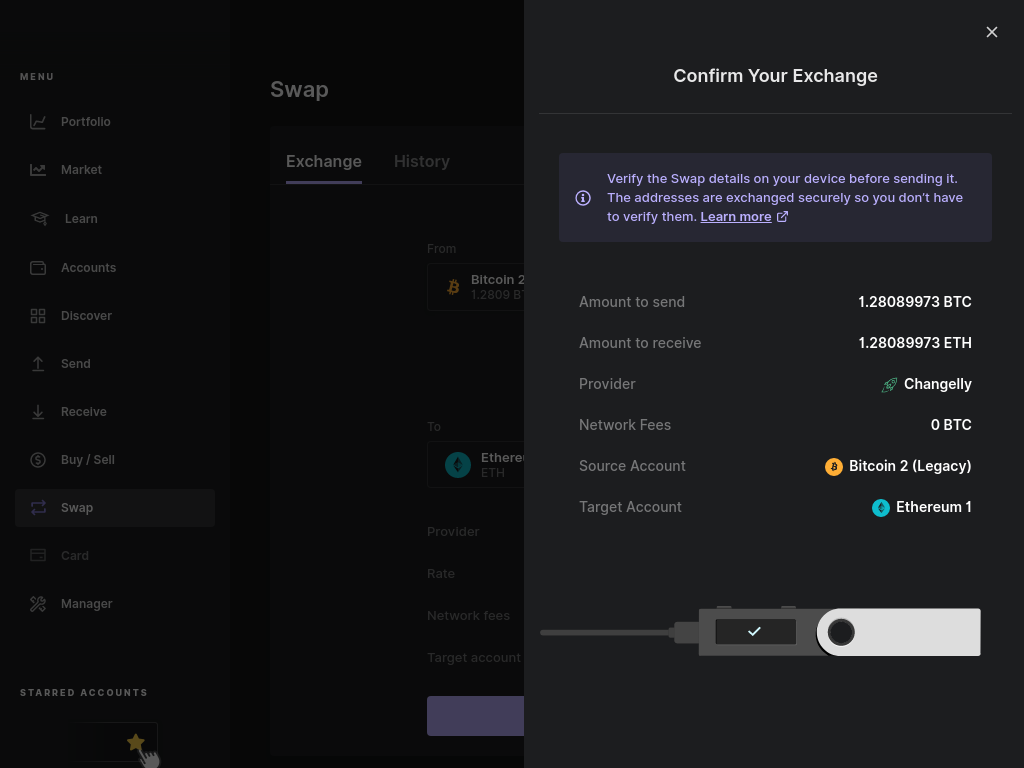 MENU
Portfolio
Market
Learn
Accounts
Discover
Send
Receive
Buy / Sell
Swap
Card
Manager
STARRED ACCOUNTS
Swap
Exchange History
From
Bitcoin 2
1.2809 BT
To
Ethere
ETH
Provider
Rate
Network fees
Target account
Confirm Your Exchange
Verify the Swap details on your device before sending it.
The addresses are exchanged securely so you don't have
to verify them. Learn more
Amount to send 1.28089973 BTC
Amount to receive 1.28089973 ETH
Provider Changelly
Network Fees 0 BTC
Source Account Bitcoin 2 (Legacy)
Target Account Ethereum 1